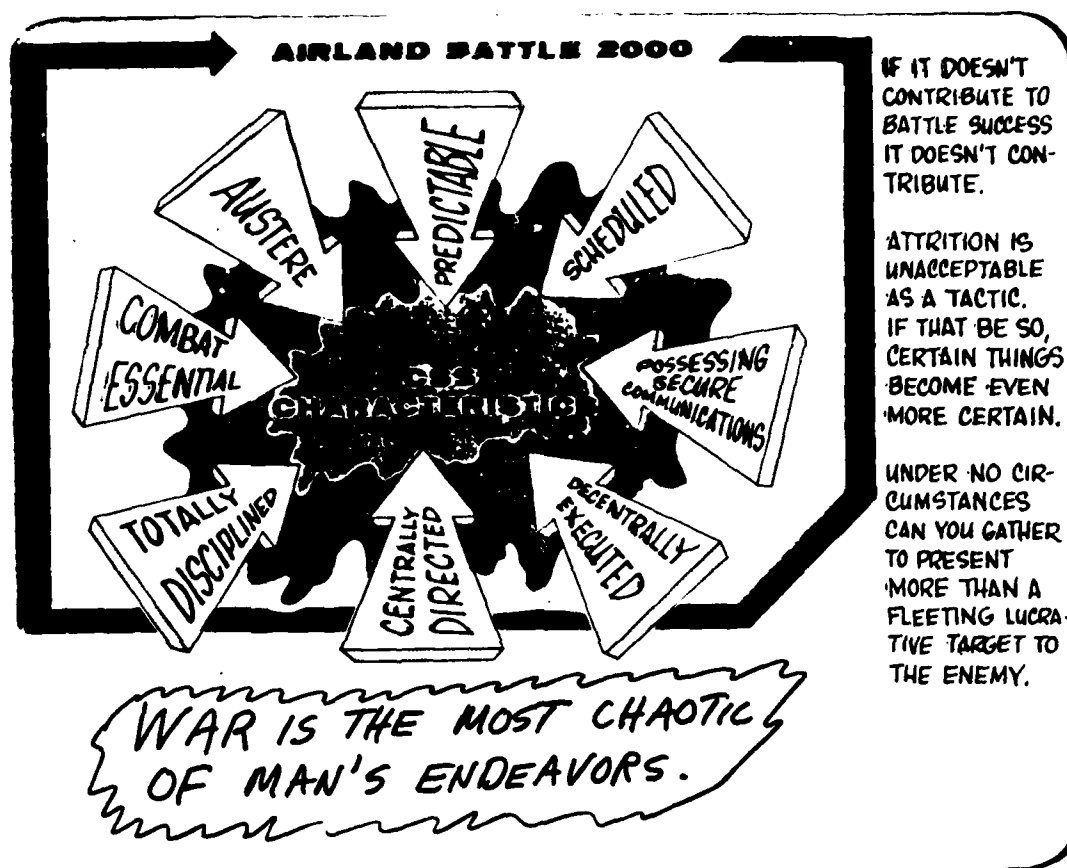 AIRLAND BATTLE 2000
PREDICTABLE
AUSTERE
SCHEDULED
COMBAT
ESSENTIAL
POSSESSING
SECURE
COMMUNICATIONS
CSS
CHARACTERISTICS
TOTALLY
DISCIPLINED
CENTRALLY
DIRECTED
DECENTRALLY
EXECUTED
WAR IS THE MOST CHAOTIC
OF MAN'S ENDEAVORS.
IF IT DOESN'T
CONTRIBUTE TO
BATTLE SUCCESS
IT DOESN'T CON-
TRIBUTE.
ATTRITION IS
UNACCEPTABLE
AS A TACTIC.
IF THAT BE SO,
CERTAIN THINGS
BECOME EVEN
MORE CERTAIN.
UNDER NO CIR-
CUMSTANCES
CAN YOU GATHER
TO PRESENT
MORE THAN A
FLEETING LUCRA-
TIVE TARGET TO
THE ENEMY.